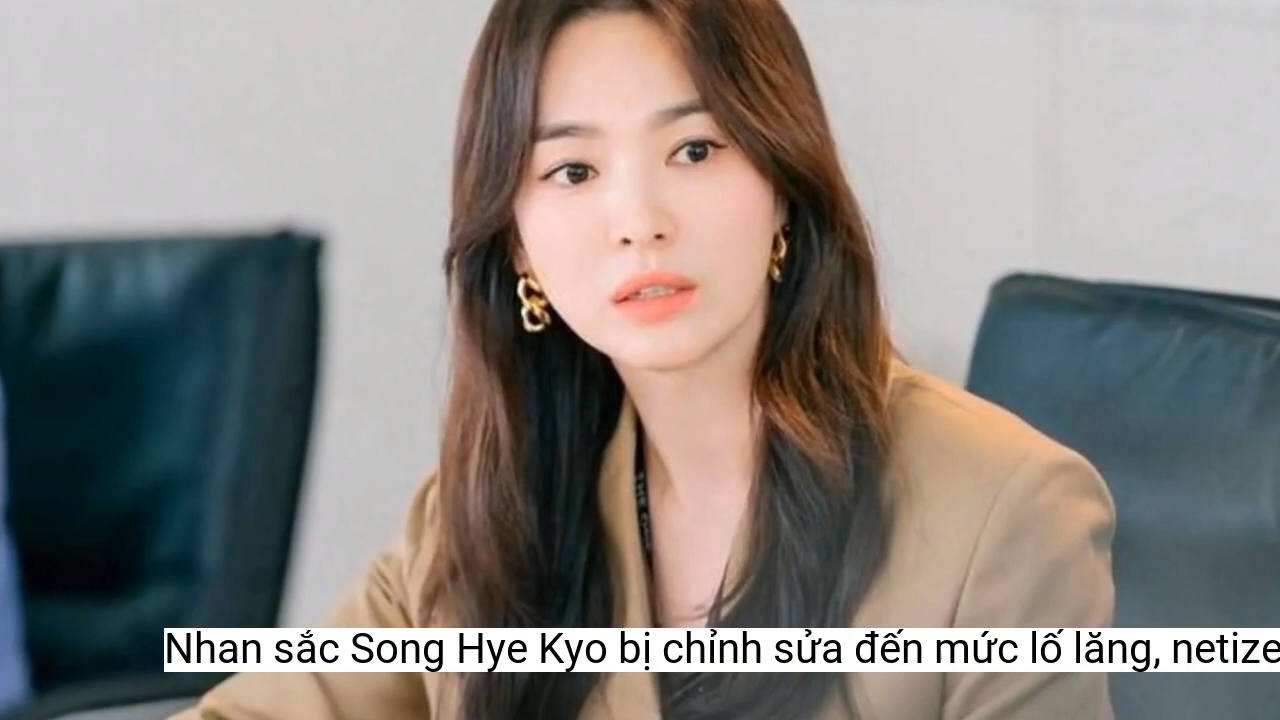 Nhan sắc Song Hye Kyo bị chỉnh sửa đến mức lố lăng, netize